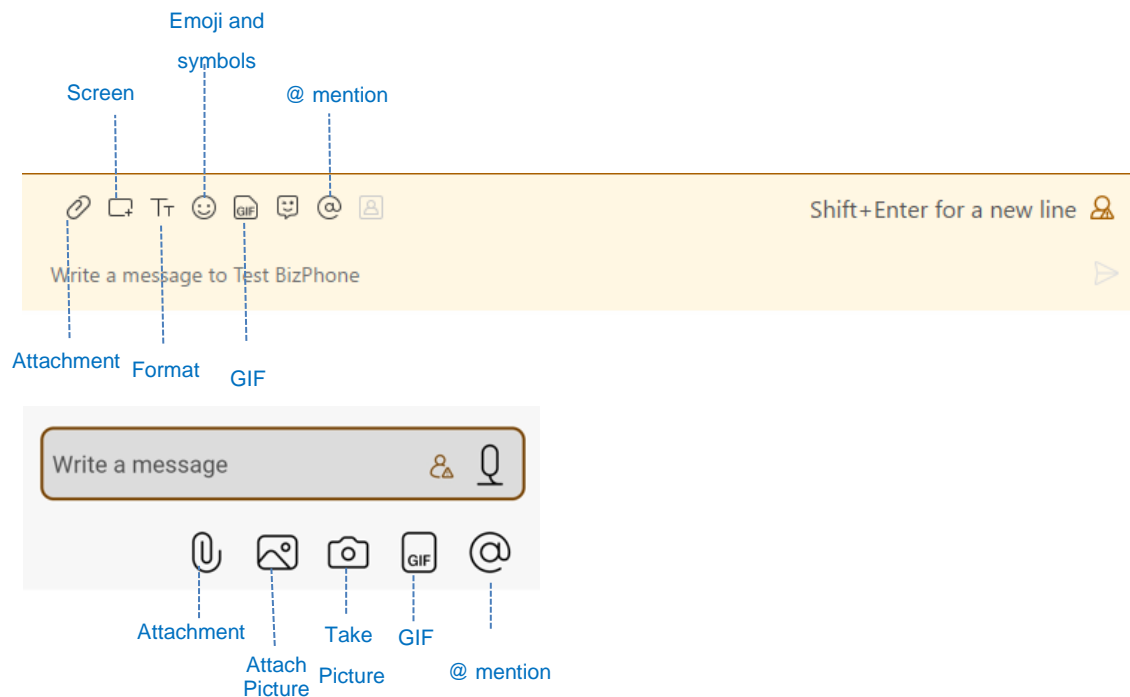 Emoji and
symbols
Screen
@ mention
GIF
Shift+Enter for a new line
Write a message to Test BizPhone
Attachment
Format
GIF
Write a message
GIF
Attachment
Take
GIF
Attach
Picture
Picture
@ mention